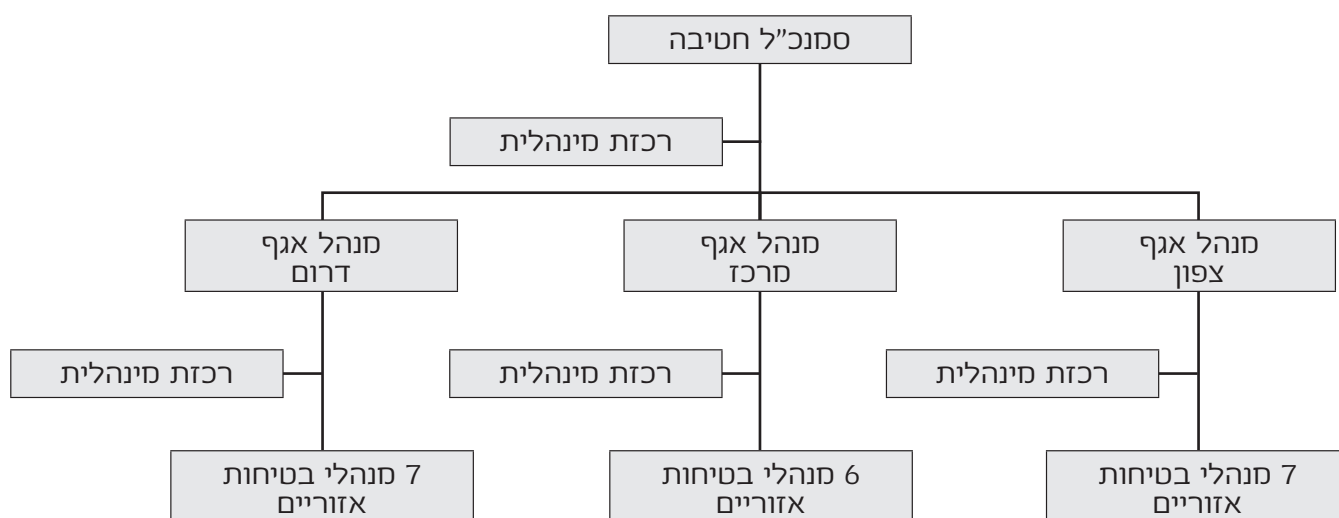 סמנכ״ל חטיבה
רכזת מינהלית
מנהל אגף
צפון
מנהל אגף
מרכז
מנהל אגף
דרום
רכזת מינהלית
רכזת מינהלית
רכזת מינהלית
7 מנהלי בטיחות
אזוריים
6 מנהלי בטיחות
אזוריים
7 מנהלי בטיחות
אזוריים